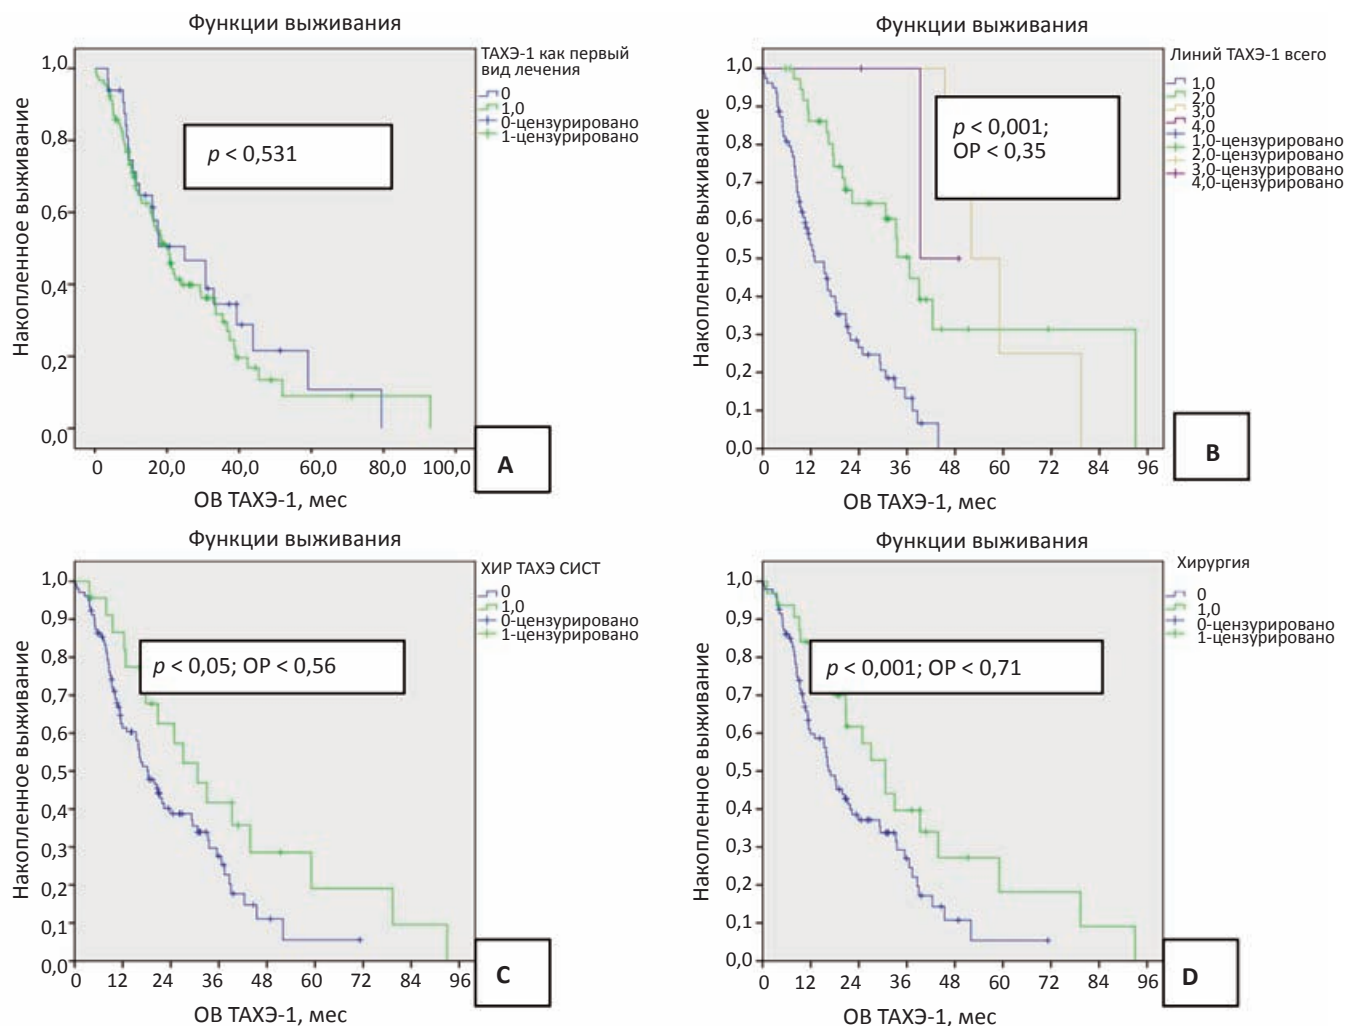 Функции выживания
ТАХЭ-1 как первый
вид лечения
0
1,0
0-цензурировано
1-цензурировано
Накопленное выживание
1,0
0,8
0,6
0,4
0,2
0,0
p < 0,531
0
20,0
40,0
60,0
80,0
100,0
ОВ ТАХЭ-1, мес
A
Функции выживания
Линий ТАХЭ-1 всего
1,0
2,0
3,0
4,0
1,0-цензурировано
2,0-цензурировано
3,0-цензурировано
4,0-цензурировано
Накопленное выживание
1,0
0,9
0,8
0,7
0,6
0,5
0,4
0,3
0,2
0,1
0,0
p < 0,001;
ОР < 0,35
0
12
24
36
48
60
72
84
96
ОВ ТАХЭ-1, мес
B
Функции выживания
ХИР ТАХЭ СИСТ
0
1,0
0-цензурировано
1-цензурировано
Накопленное выживание
1,0
0,9
0,8
0,7
0,6
0,5
0,4
0,3
0,2
0,1
0,0
p < 0,05; ОР < 0,56
0
12
24
36
48
60
72
84
96
ОВ ТАХЭ-1, мес
C
Функции выживания
Хирургия
0
1,0
0-цензурировано
1-цензурировано
Накопленное выживание
1,0
0,9
0,8
0,7
0,6
0,5
0,4
0,3
0,2
0,1
0,0
p < 0,001; ОР < 0,71
0
12
24
36
48
60
72
84
96
ОВ ТАХЭ-1, мес
D